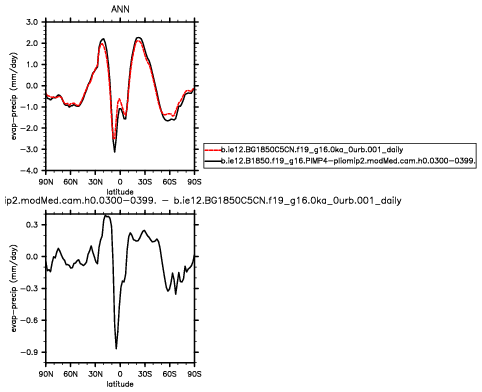 ANN
evap-precip (mm/day)
3.0
2.0
1.0
0.0
−1.0
−2.0
−3.0
−4.0
90N 60N 30N 0 30S 60S 90S
latitude
b.ie12.BG1850C5CN.f19_g16.0ka_0urb.001_daily
b.ie12.B1850.f19_g16.PlMP4-pliomip2.modMed.cam.h0.0300-0399.
ip2.modMed.cam.h0.0300-0399. − b.ie12.BG1850C5CN.f19_g16.0ka_0urb.001_daily
evap-precip (mm/day)
0.3
0.0
−0.3
−0.6
−0.9
90N 60N 30N 0 30S 60S 90S
latitude